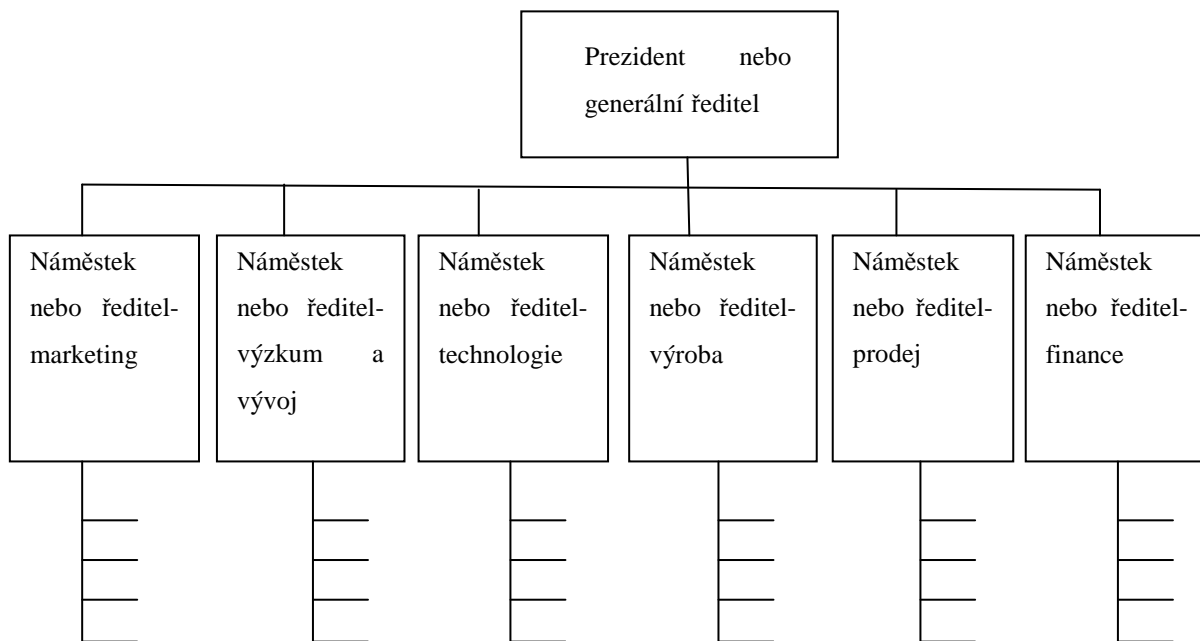 Prezident nebo
generální ředitel
Náměstek
nebo ředitel-
marketing
Náměstek
nebo ředitel-
výzkum a
vývoj
Náměstek
nebo ředitel-
technologie
Náměstek
nebo ředitel-
výroba
Náměstek
nebo ředitel-
prodej
Náměstek
nebo ředitel-
finance